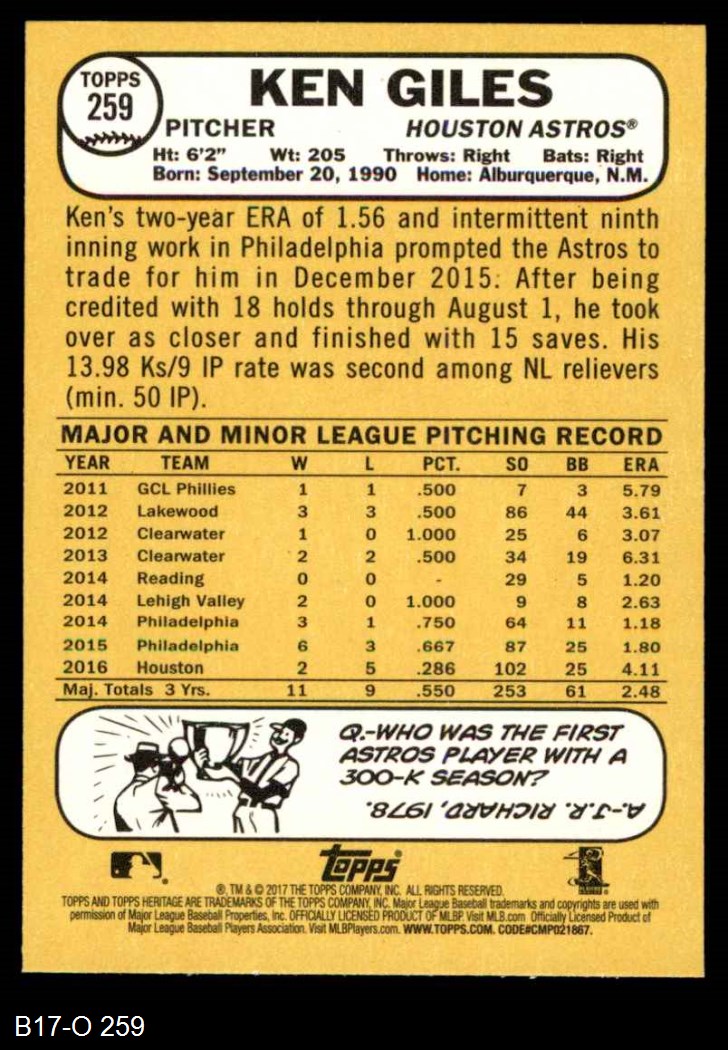 TOPPS
259
KEN GILES
PITCHER HOUSTON ASTROS®
Ht: 6'2" Wt: 205 Throws: Right Bats: Right
Born: September 20, 1990 Home: Alburquerque, N.M.
Ken's two-year ERA of 1.56 and intermittent ninth
inning work in Philadelphia prompted the Astros to
trade for him in December 2015. After being
credited with 18 holds through August 1, he took
over as closer and finished with 15 saves. His
13.98 Ks/9 IP rate was second among NL relievers
(min. 50 IP).
MAJOR AND MINOR LEAGUE PITCHING RECORD
YEAR TEAM W L PCT. SO BB ERA
2011 GCL Phillies 1 1 .500 7 3 5.79
2012 Lakewood 3 3 .500 86 44 3.61
2012 Clearwater 1 0 1.000 25 6 3.07
2013 Clearwater 2 2 .500 34 19 6.31
2014 Reading 0 0 - 29 5 1.20
2014 Lehigh Valley 2 0 1.000 9 8 2.63
2014 Philadelphia 3 1 .750 64 11 1.18
2015 Philadelphia 6 3 .667 87 25 1.80
2016 Houston 2 5 .286 102 25 4.11
Maj. Totals 3 Yrs. 11 9 .550 253 61 2.48
Q.-WHO WAS THE FIRST
ASTROS PLAYER WITH A
300-K SEASON?
A.-J.R. RICHARD, 1978.
Topps
®, TM & © 2017 THE TOPPS COMPANY, INC. ALL RIGHTS RESERVED.
TOPPS AND TOPPS HERITAGE ARE TRADEMARKS OF THE TOPPS COMPANY, INC. Major League Baseball trademarks and copyrights are used with
permission of Major League Baseball Properties, Inc. OFFICIALLY LICENSED PRODUCT OF MLBP Visit MLB.com Officially Licensed Product of
Major League Baseball Players Association. Visit MLBPlayers.com. WWW.TOPPS.COM. CODE#CMP021867.
B17-O 259